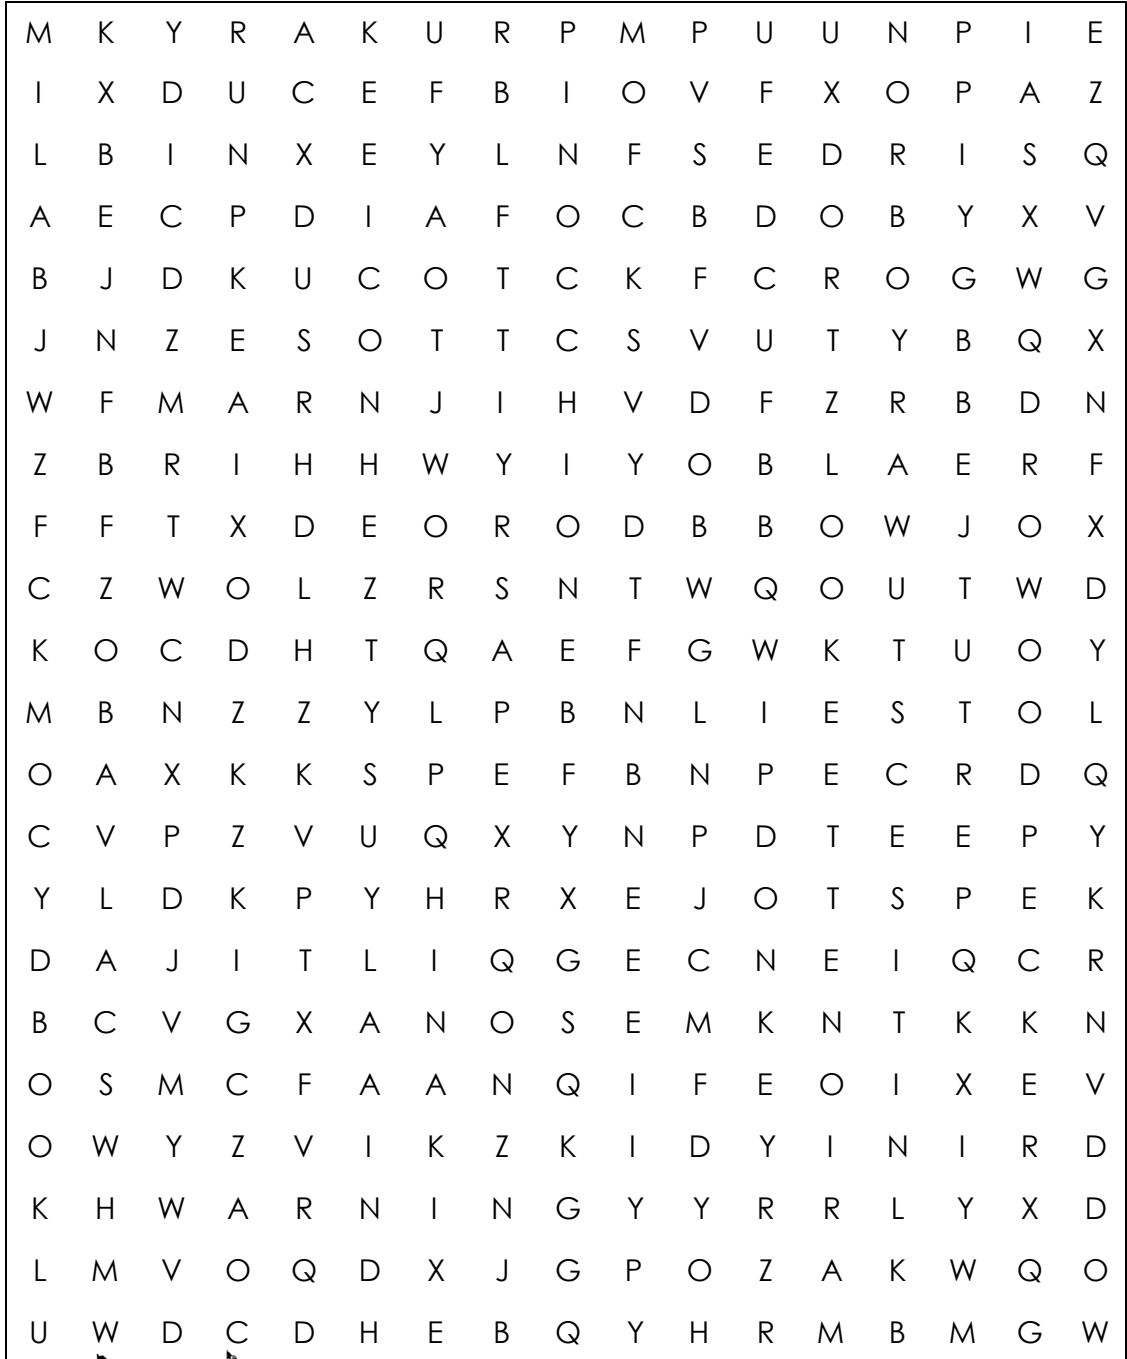 M K Y R A K U R P M P U U N P I E
I X D U C E F B I O V F X O P A Z
L B I N X E Y L N F S E D R I S Q
A E C P D I A F O C B D O B Y X V
B J D K U C O T C K F C R O G W G
J N Z E S O T T C S V U T Y B Q X
W F M A R N J I H V D F Z R B D N
Z B R I H H W Y I Y O B L A E R F
F F T X D E O R O D B B O W J O X
C Z W O L Z R S N T W Q O U T W D
K O C D H T Q A E F G W K T U O Y
M B N Z Z Y L P B N L I E S T O L
O A X K K S P E F B N P E C R D Q
C V P Z V U Q X Y N P D T E E P Y
Y L D K P Y H R X E J O T S P E K
D A J I T L I Q G E C N E I Q C R
B C V G X A N O S E M K N T K K N
O S M C F A A N Q I F E O I X E V
O W Y Z V I K Z K I D Y I N I R D
K H W A R N I N G Y Y R R L Y X D
L M V O Q D X J G P O Z A K W Q O
U W D C D H E B Q Y H R M B M G W